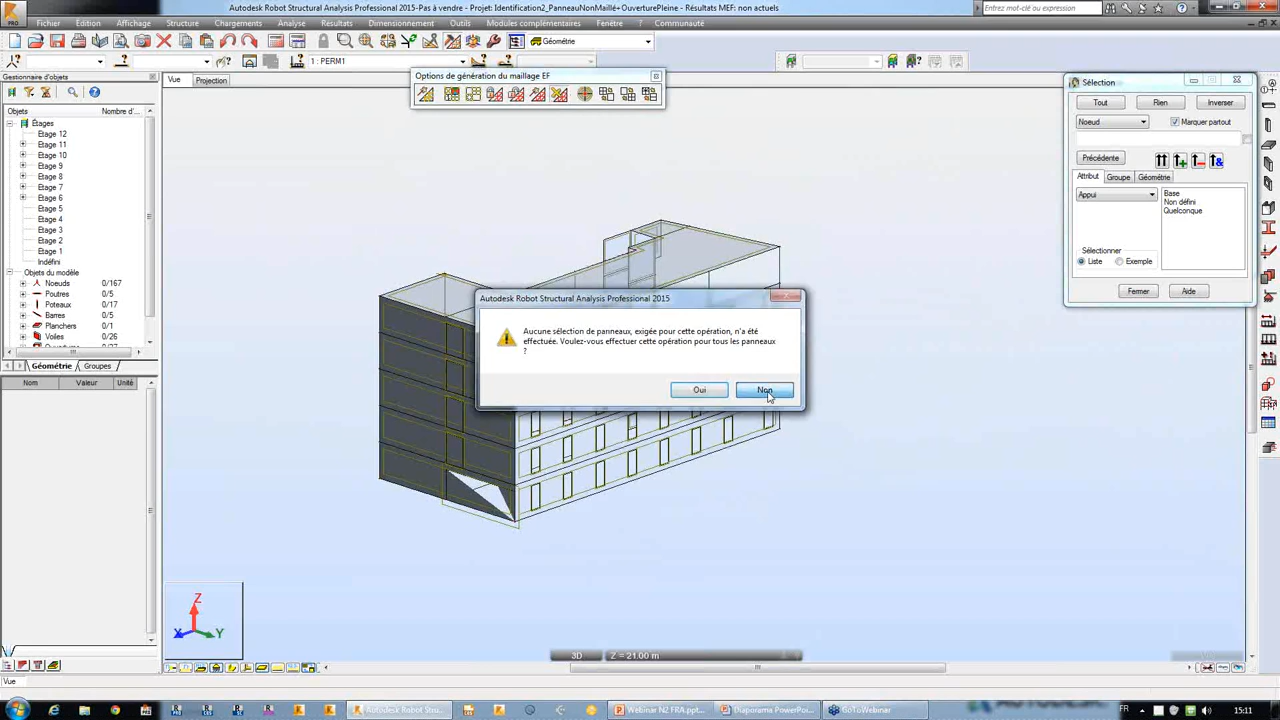 Autodesk Robot Structural Analysis Professional 2015-Pas à vendre - Projet: Identification2_PanneauNonMaillé+OuverturePleine - Résultats MEF: non actuels
Entrez mot-clé ou expression
PRO
Fichier Edition Affichage Structure Chargements Analyse Résultats Dimensionnement Outils Modules complémentaires Fenêtre ? Communauté
Géométrie
1 : PERM1
Gestionnaire d'objets
Objets Nombre d'...
Étages
Etage 12
Etage 11
Etage 10
Etage 9
Etage 8
Etage 7
Etage 6
Etage 5
Etage 4
Etage 3
Etage 2
Etage 1
Indéfini
Objets du modèle
Noeuds 0/167
Poutres 0/5
Poteaux 0/17
Barres 0/5
Planchers 0/1
Voiles 0/26
Géométrie Groupes
Nom Valeur Unité
Vue Projection
Options de génération du maillage EF
Autodesk Robot Structural Analysis Professional 2015
Aucune sélection de panneaux, exigée pour cette opération, n'a été
effectuée. Voulez-vous effectuer cette opération pour tous les panneaux
?
Oui Non
Sélection
Tout Rien Inverser
Noeud Marquer partout
Précédente
Attribut Groupe Géométrie
Appui
Base
Non défini
Quelconque
Sélectionner
Liste Exemple
Fermer Aide
Z
X Y
3D Z = 21.00 m
Vue
Autodesk Robot Stru... Webinar N2 FRA.ppt... Diaporama PowerPoi... GoToWebinar FR 15:11